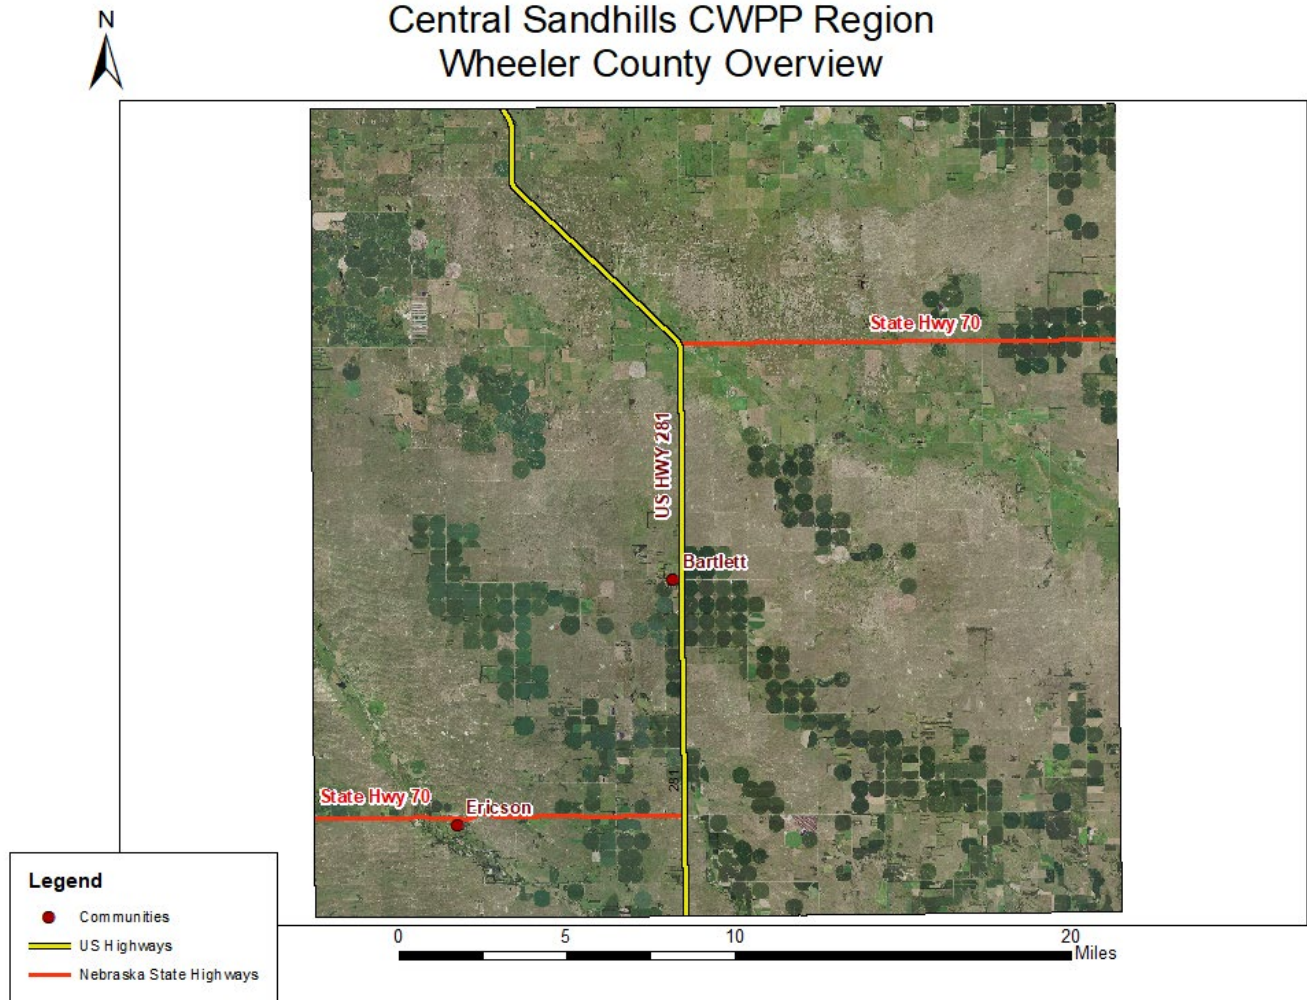 Central Sandhills CWPP Region
Wheeler County Overview
N
State Hwy 70
US HWY 281
Bartlett
281
State Hwy 70
Ericson
Legend
Communities
US Highways
Nebraska State Highways
0 5 10 20
Miles